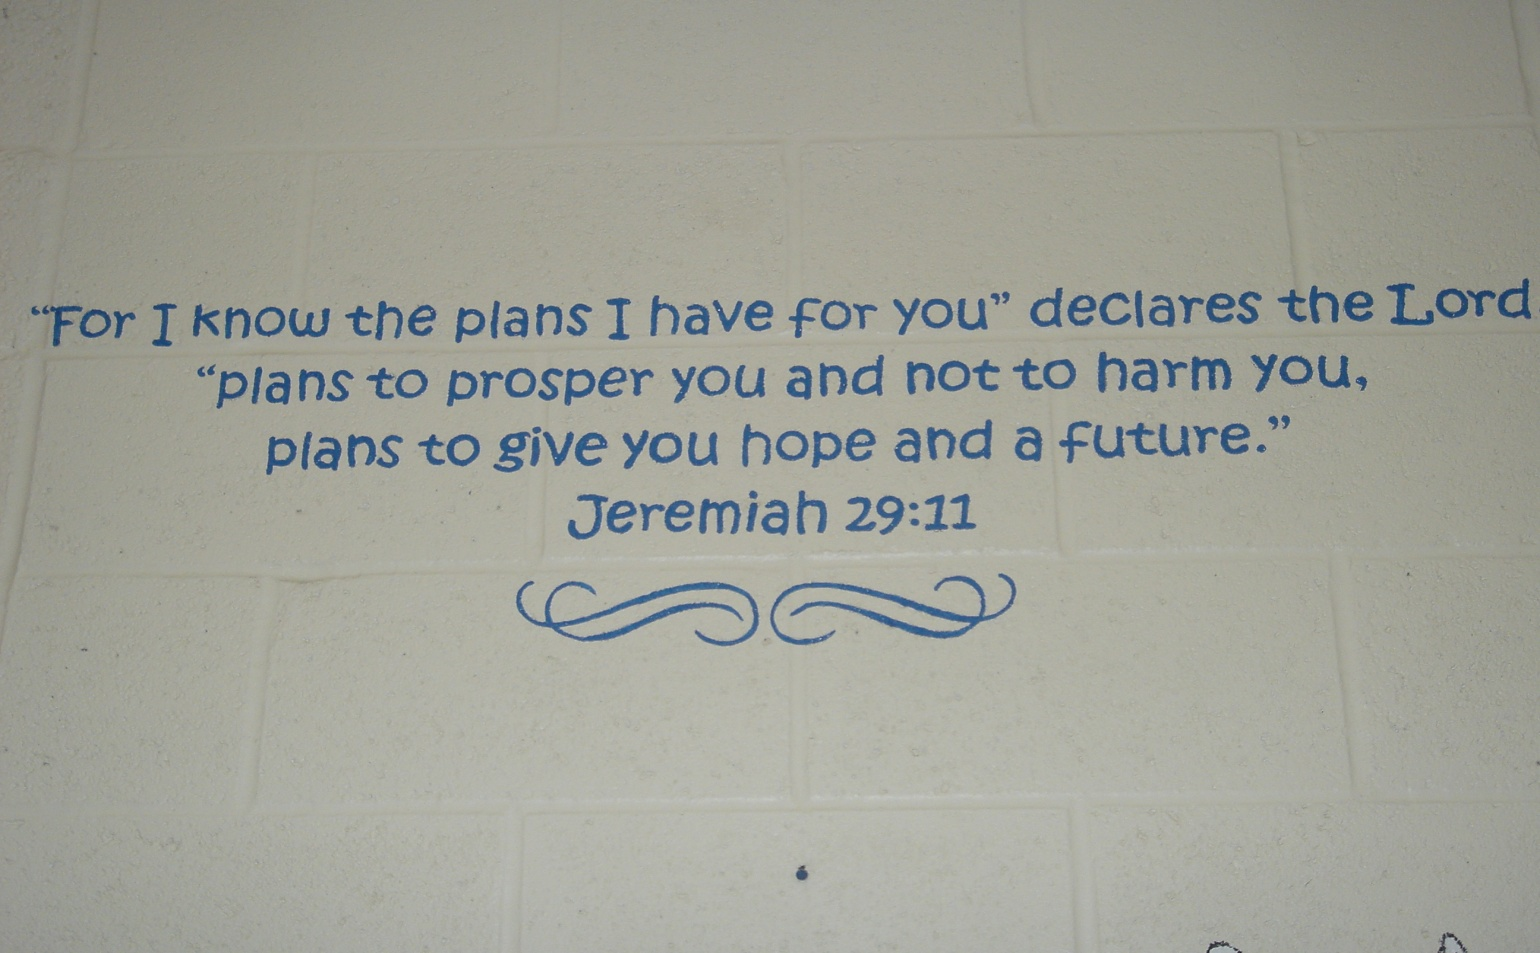 “For I know the plans I have for you” declares the Lord
“plans to prosper you and not to harm you,
plans to give you hope and a future.”
Jeremiah 29:11